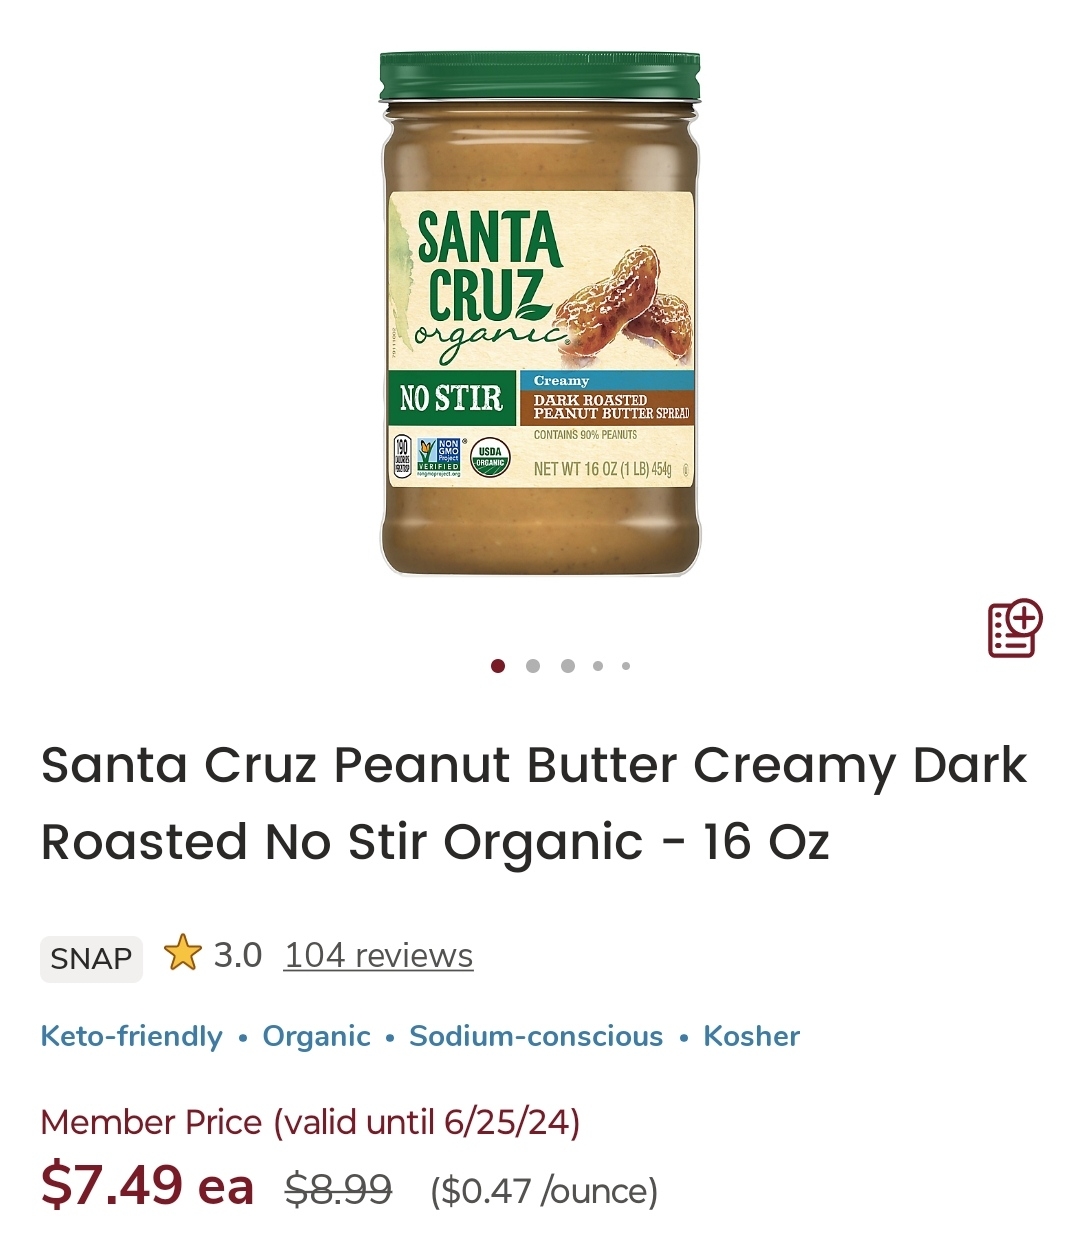 SANTA
CRUZ
organic®
NO STIR
Creamy
DARK ROASTED
PEANUT BUTTER SPREAD
CONTAINS 90% PEANUTS
190
CALORIES
NON
GMO
Project
VERIFIED
nongmoproject.org
USDA
ORGANIC
NET WT 16 OZ (1 LB) 454g
Santa Cruz Peanut Butter Creamy Dark
Roasted No Stir Organic - 16 Oz
SNAP 3.0 104 reviews
Keto-friendly • Organic • Sodium-conscious • Kosher
Member Price (valid until 6/25/24)
$7.49 ea $8.99 ($0.47 /ounce)